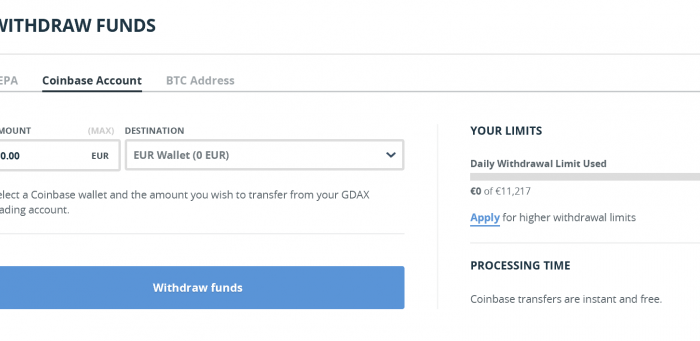 WITHDRAW FUNDS
EPA Coinbase Account BTC Address
MOUNT (MAX) DESTINATION
0.00 EUR EUR Wallet (0 EUR)
elect a Coinbase wallet and the amount you wish to transfer from your GDAX
ading account.
Withdraw funds
YOUR LIMITS
Daily Withdrawal Limit Used
€0 of €11,217
Apply for higher withdrawal limits
PROCESSING TIME
Coinbase transfers are instant and free.